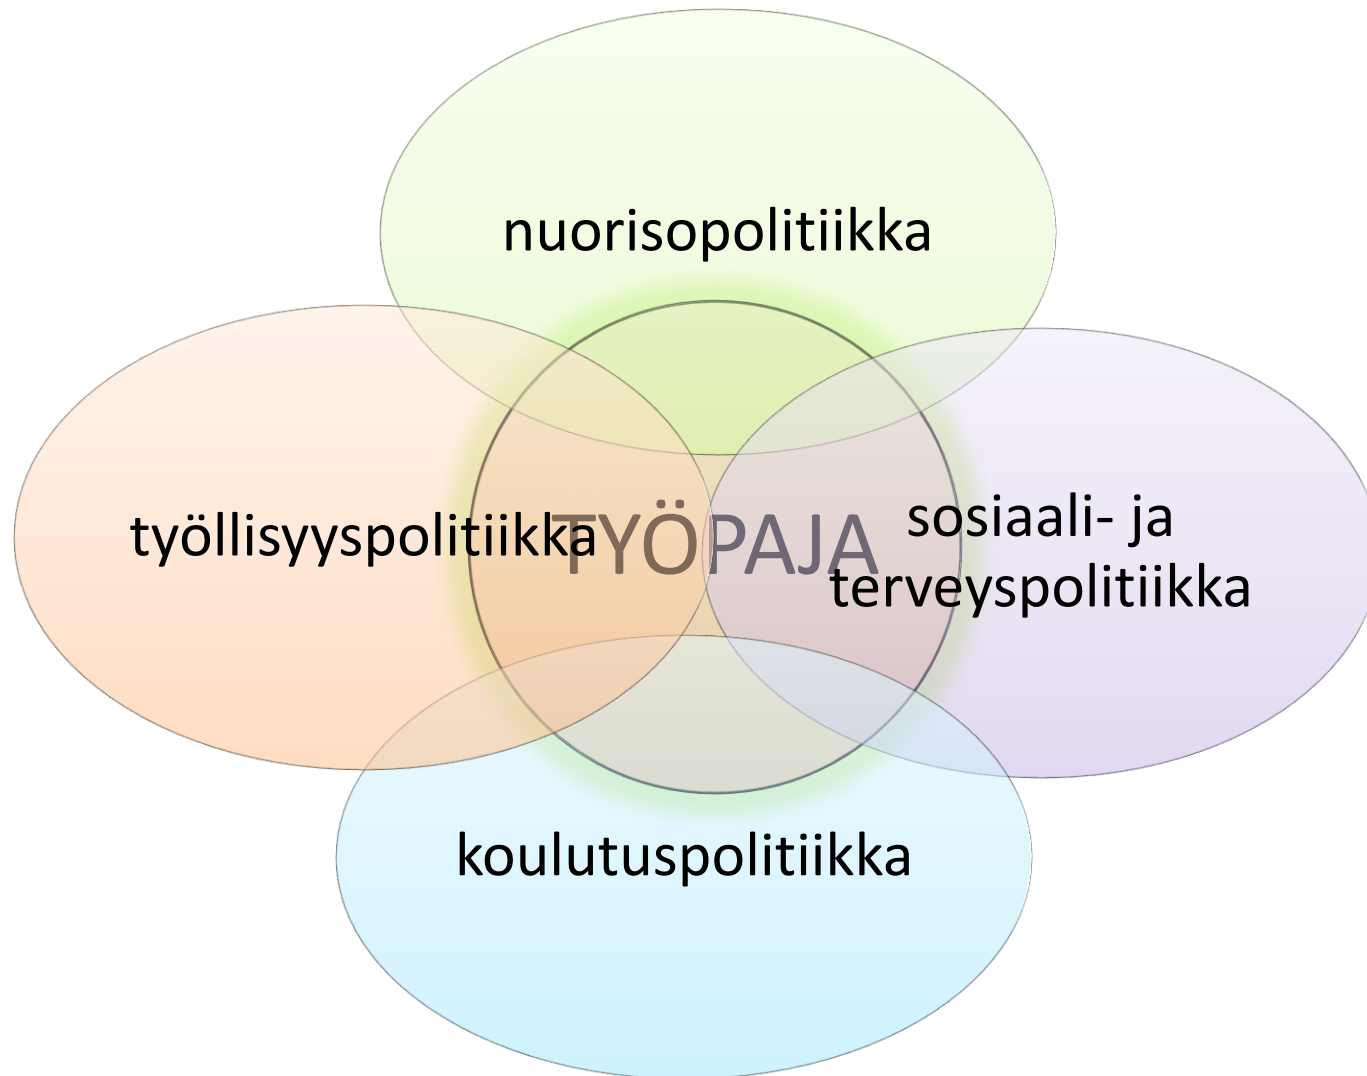 nuorisopolitiikka
työllisyyspolitiikka
TYÖPAJA
sosiaali- ja
terveyspolitiikka
koulutuspolitiikka